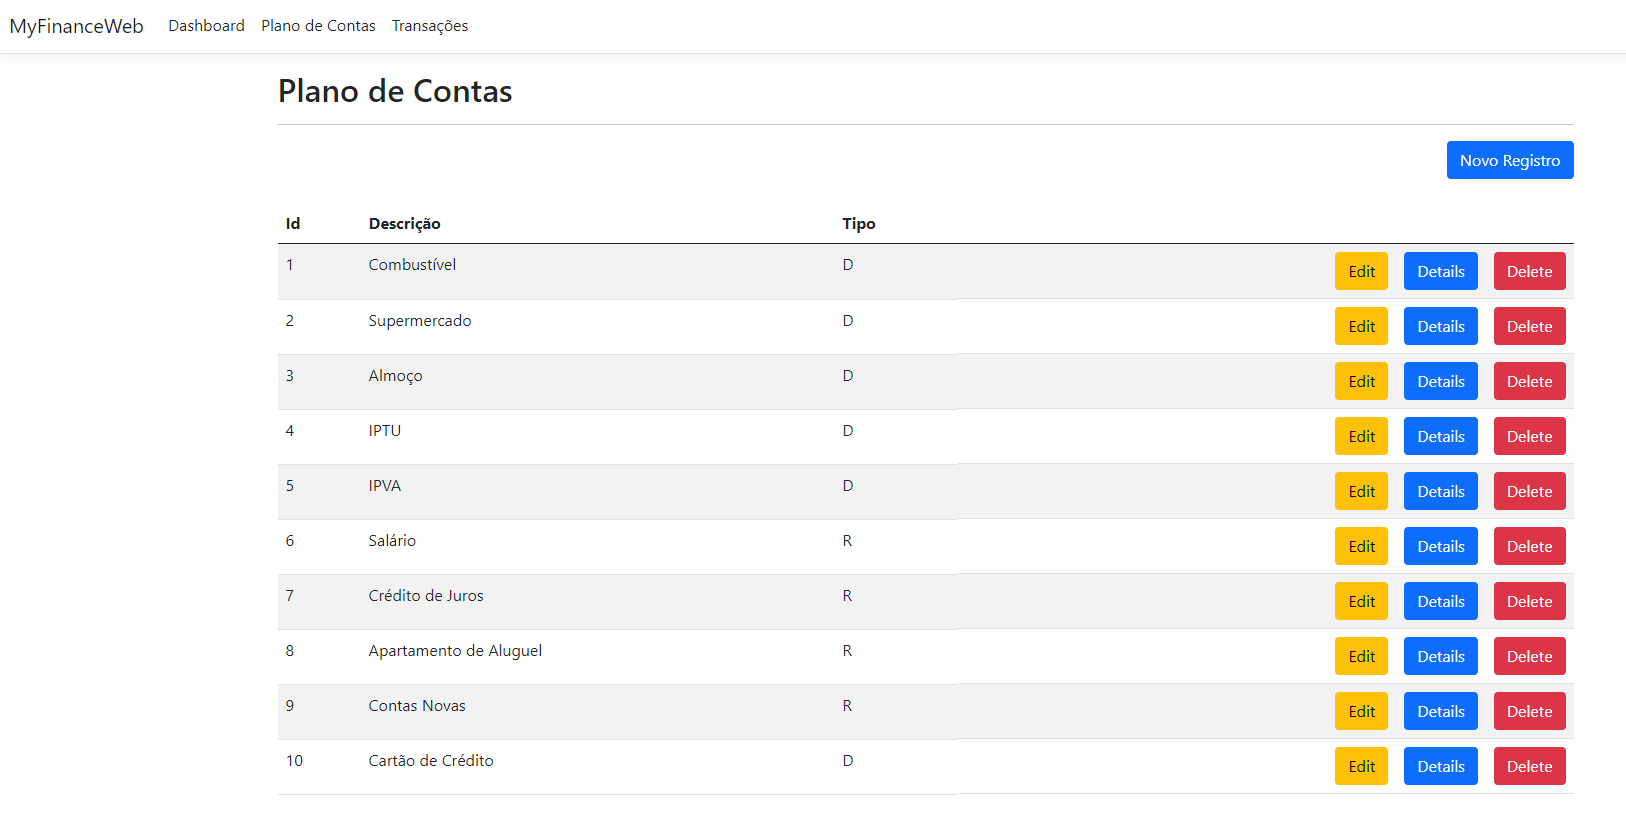 MyFinanceWeb Dashboard Plano de Contas Transações
Plano de Contas
Novo Registro
Id Descrição Tipo
1 Combustível D Edit Details Delete
2 Supermercado D Edit Details Delete
3 Almoço D Edit Details Delete
4 IPTU D Edit Details Delete
5 IPVA D Edit Details Delete
6 Salário R Edit Details Delete
7 Crédito de Juros R Edit Details Delete
8 Apartamento de Aluguel R Edit Details Delete
9 Contas Novas R Edit Details Delete
10 Cartão de Crédito D Edit Details Delete